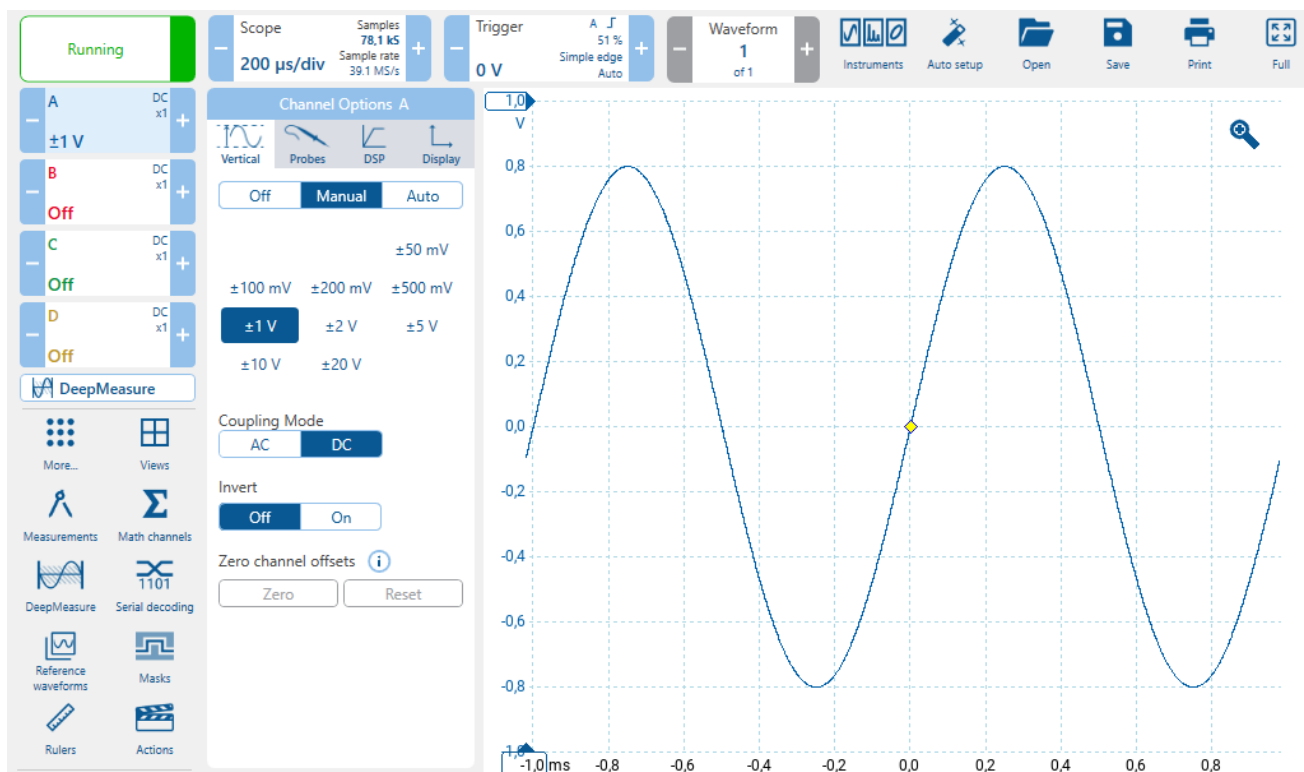 Running
Scope
200 µs/div
Samples
78,1 kS
Sample rate
39.1 MS/s
Trigger
0 V
A
51 %
Simple edge
Auto
Waveform
1
of 1
Instruments
Auto setup
Open
Save
Print
Full
A
DC
x1
±1 V
B
DC
x1
Off
C
DC
x1
Off
D
DC
x1
Off
DeepMeasure
More...
Views
Measurements
Math channels
1101
DeepMeasure
Serial decoding
Reference
waveforms
Masks
Rulers
Actions
Channel Options A
Vertical
Probes
DSP
Display
Off Manual Auto
±50 mV
±100 mV ±200 mV ±500 mV
±1 V ±2 V ±5 V
±10 V ±20 V
Coupling Mode
AC DC
Invert
Off On
Zero channel offsets i
Zero Reset
1,0
V
0,8
0,6
0,4
0,2
0,0
-0,2
-0,4
-0,6
-0,8
-1,0
-1,0 ms -0,8 -0,6 -0,4 -0,2 0,0 0,2 0,4 0,6 0,8